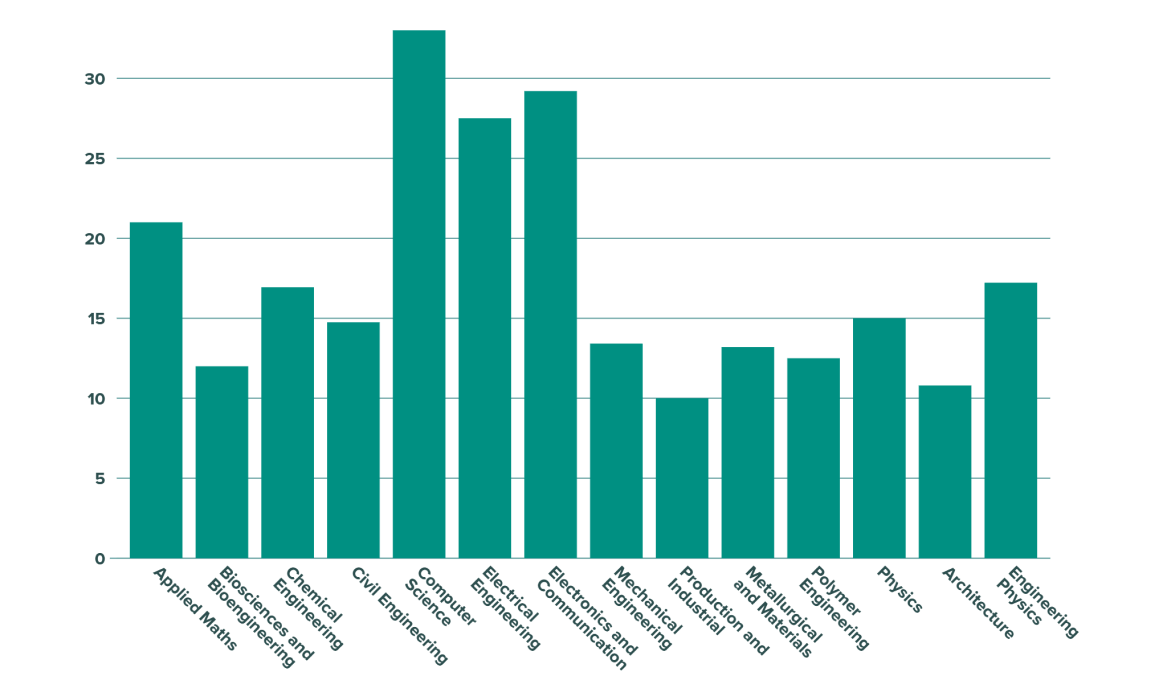 30
25
20
15
10
5
0
Applied Maths
Biosciences and
Bioengineering
Chemical
Engineering
Civil Engineering
Computer
Science
Electrical
Engineering
Electronics and
Communication
Mechanical
Engineering
Production and
Industrial
Metallurgical
and Materials
Polymer
Engineering
Physics
Architecture
Engineering
Physics